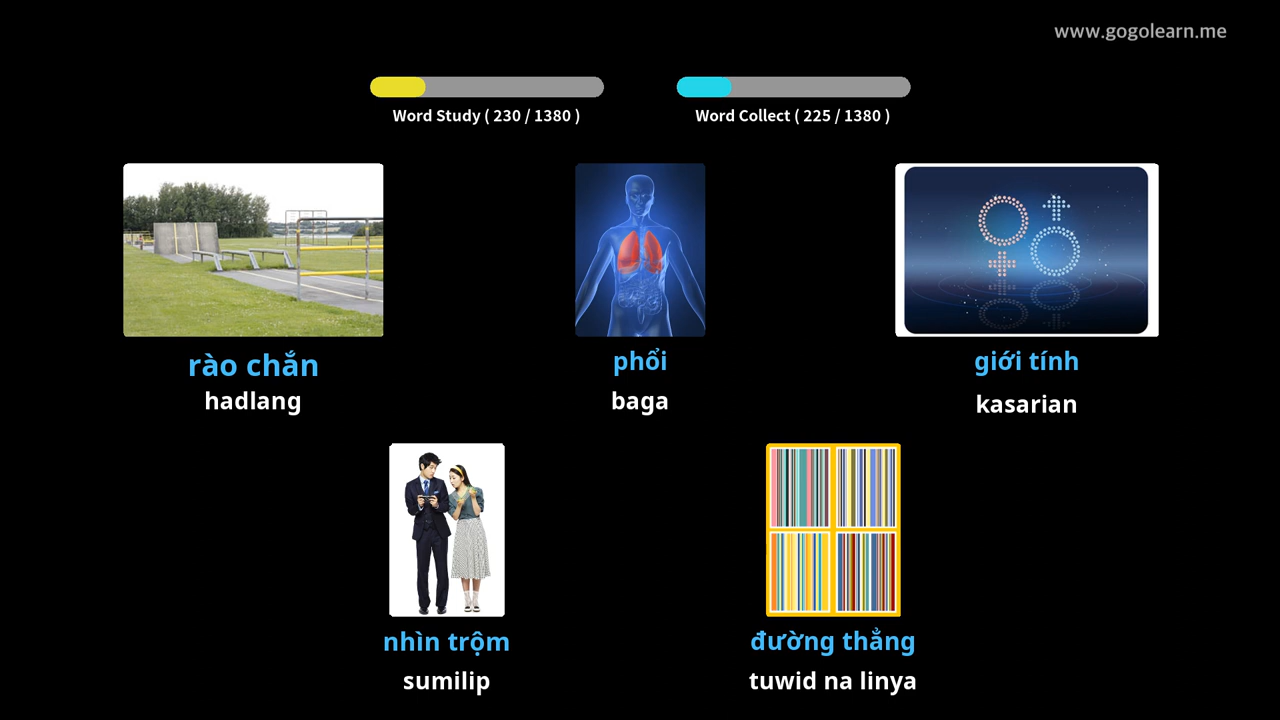 www.gogolearn.me
Word Study ( 230 / 1380 )
Word Collect ( 225 / 1380 )
rào chắn
hadlang
phổi
baga
giới tính
kasarian
nhìn trộm
sumilip
đường thẳng
tuwid na linya